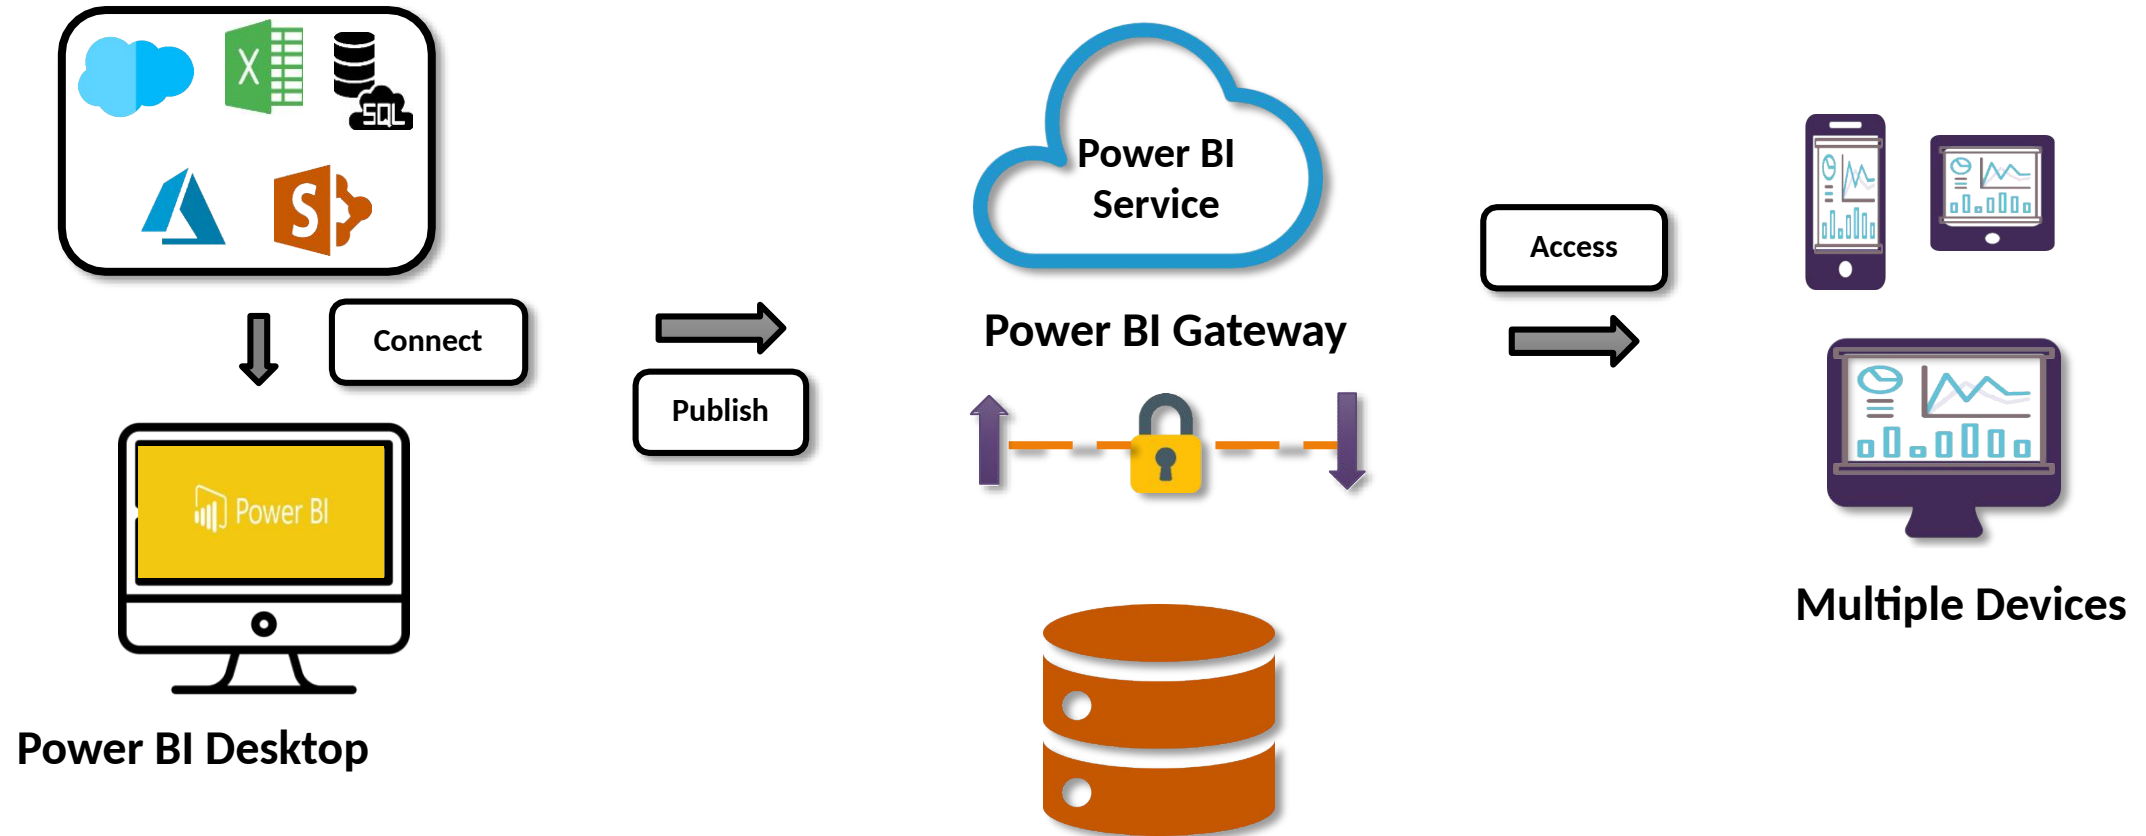 X
SQL
S
Connect
Power BI
Power BI Desktop
Publish
Power BI
Service
Power BI Gateway
Access
Multiple Devices